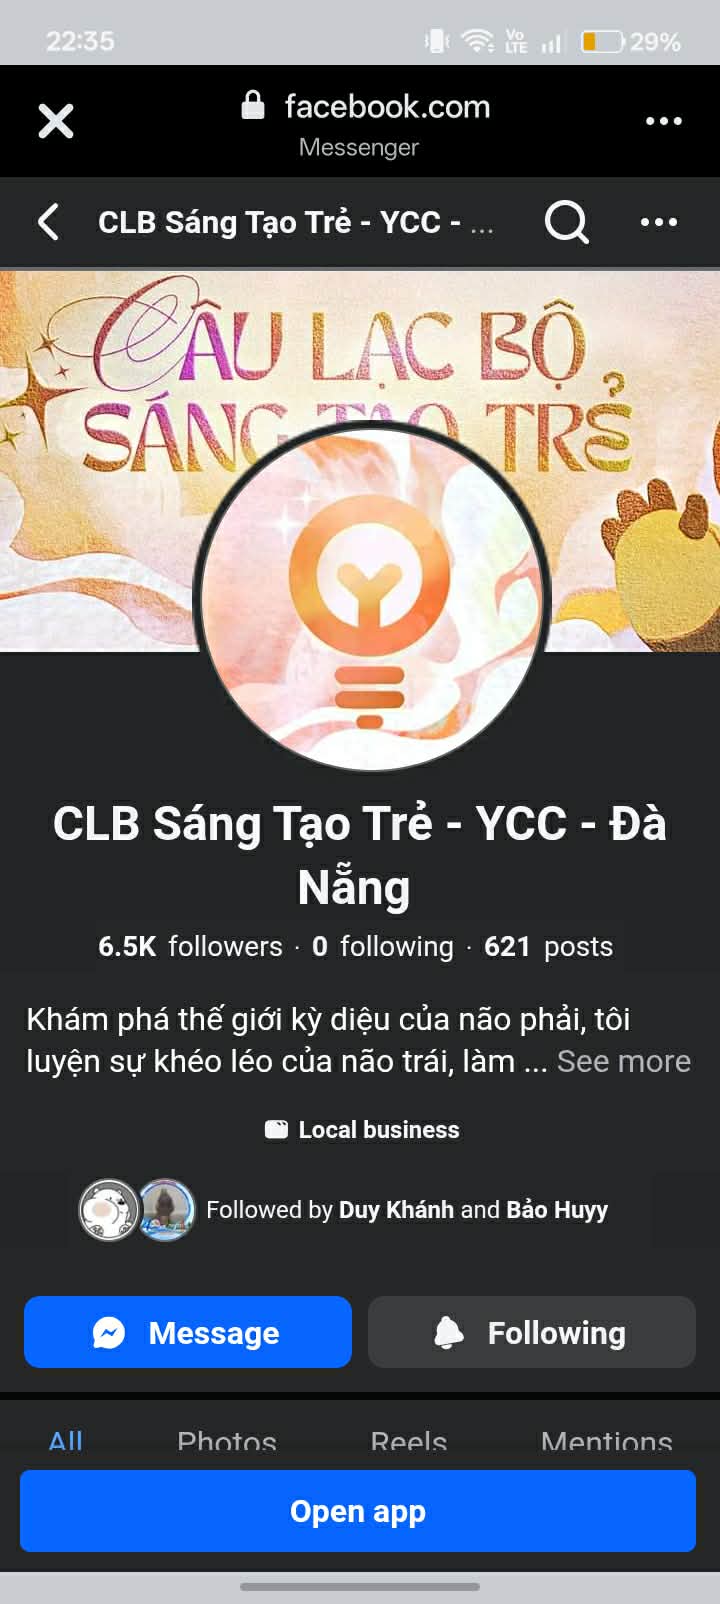 22:35
Vo
LTE
29%
facebook.com
Messenger
CLB Sáng Tạo Trẻ - YCC - ...
CÂU LẠC BỘ
SÁNG TẠO TRẺ
CLB Sáng Tạo Trẻ - YCC - Đà
Nẵng
6.5K followers · 0 following · 621 posts
Khám phá thế giới kỳ diệu của não phải, tôi
luyện sự khéo léo của não trái, làm ... See more
Local business
Followed by Duy Khánh and Bảo Huyy
Message
Following
All
Photos
Reels
Mentions
Open app